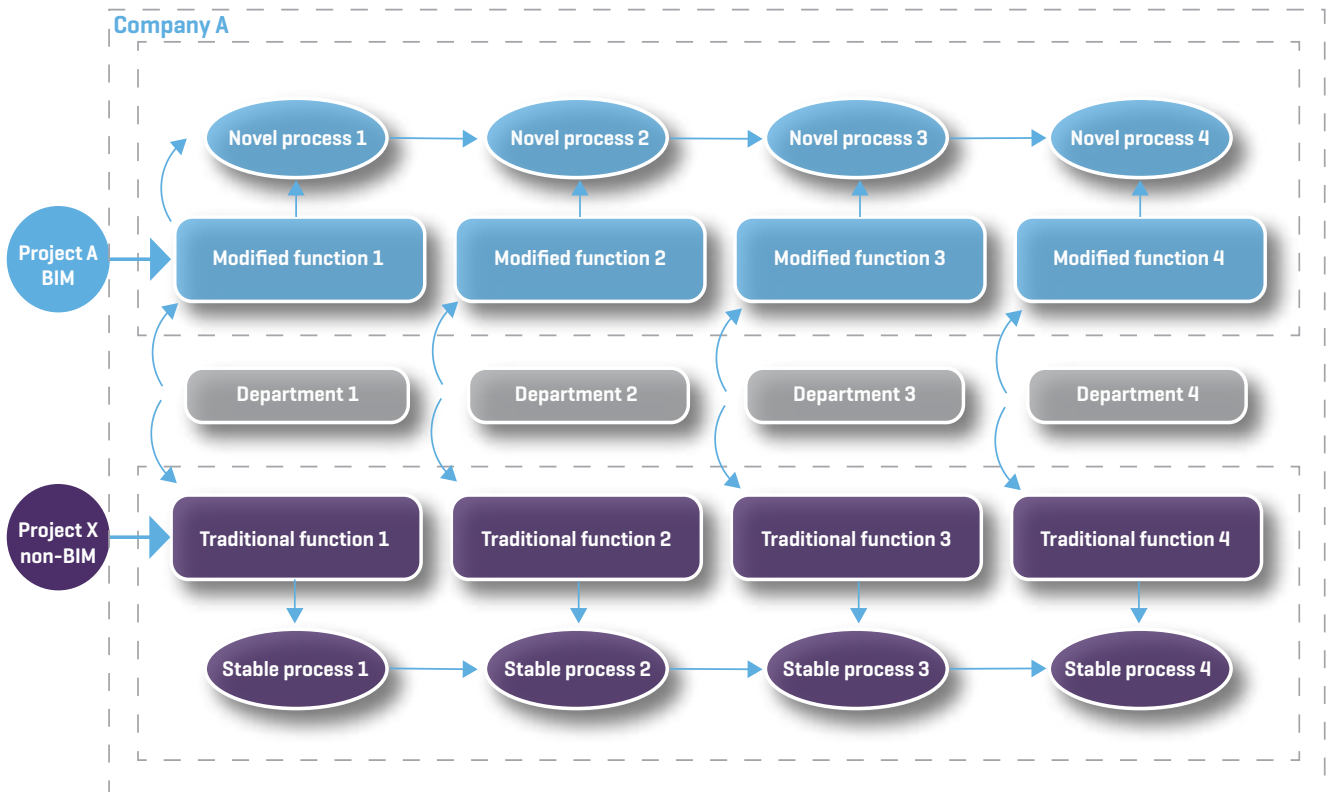 Company A
Novel process 1
Novel process 2
Novel process 3
Novel process 4
Project A
BIM
Modified function 1
Modified function 2
Modified function 3
Modified function 4
Department 1
Department 2
Department 3
Department 4
Project X
non-BIM
Traditional function 1
Traditional function 2
Traditional function 3
Traditional function 4
Stable process 1
Stable process 2
Stable process 3
Stable process 4